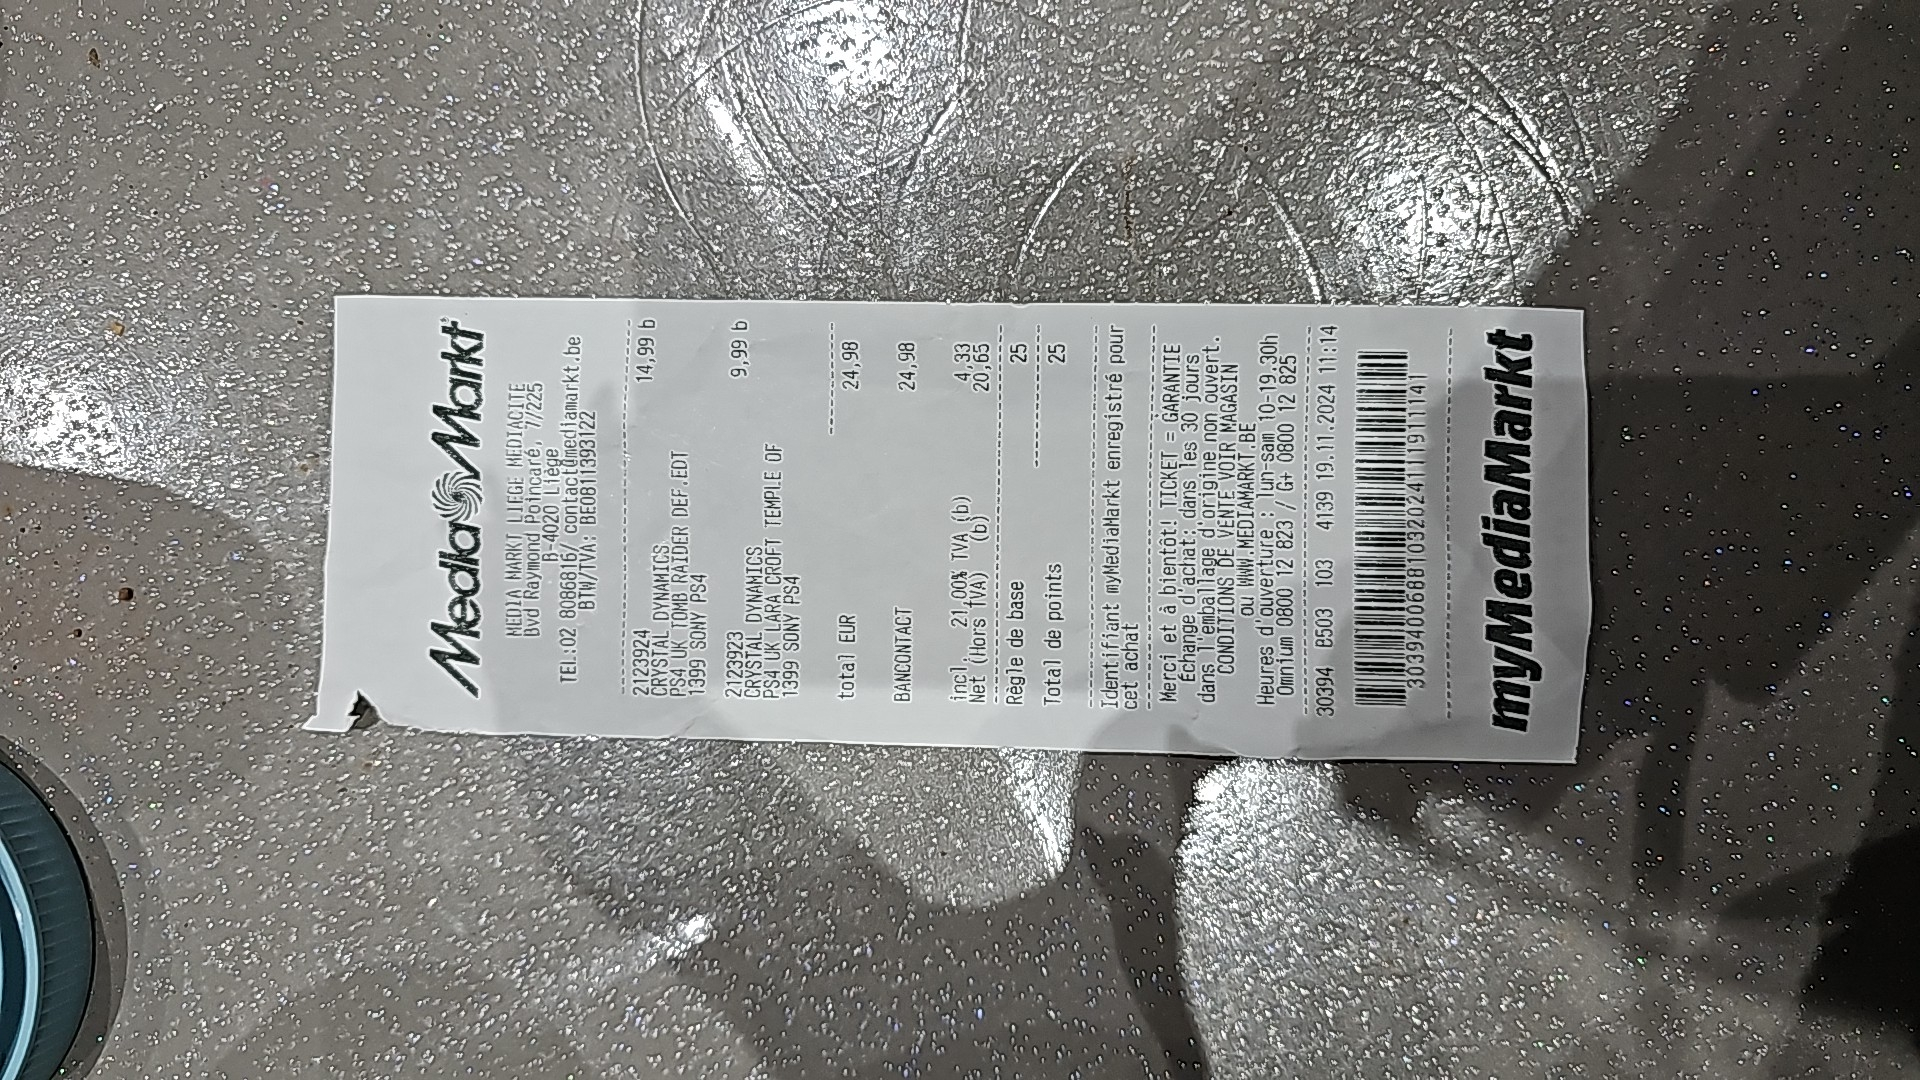 Media Markt
MEDIA MARKT LIEGE MEDIACITE
Bvd Raymond Poincaré, 7/225
B-4020 Liège
TEL:02 8086816/ contact@mediamarkt.be
BTW/TVA: BE0811393122
2123924 14,99 b
CRYSTAL DYNAMICS
PS4 UK TOMB RAIDER DEF.EDT
1399 SONY PS4
2123923 9,99 b
CRYSTAL DYNAMICS
PS4 UK LARA CROFT TEMPLE OF
1399 SONY PS4
total EUR 24,98
BANCONTACT 24,98
incl. 21,00% TVA (b) 4,33
Net (Hors TVA) (b) 20,65
Règle de base 25
Total de points 25
Identifiant myMediaMarkt enregistré pour
cet achat
Merci et à bientôt! TICKET = GARANTIE
Echange d'achat: dans les 30 jours
dans l'emballage d'origine non ouvert.
CONDITIONS DE VENTE VOIR MAGASIN
ou WWW.MEDIAMARKT.BE
Heures d'ouverture : lun-sam 10-19.30h
Omnium 0800 12 823 / G+ 0800 12 825
30394 B503 103 4139 19.11.2024 11:14
myMediaMarkt